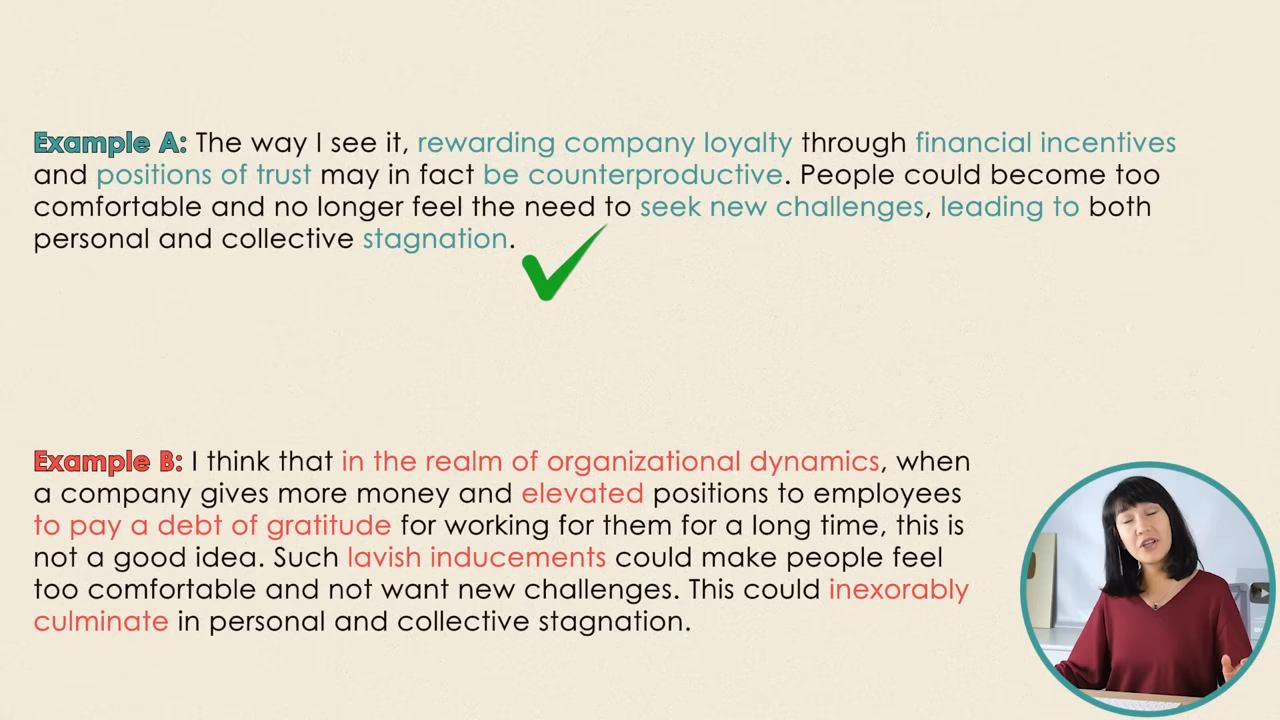 Example A: The way I see it, rewarding company loyalty through financial incentives
and positions of trust may in fact be counterproductive. People could become too
comfortable and no longer feel the need to seek new challenges, leading to both
personal and collective stagnation.
Example B: I think that in the realm of organizational dynamics, when
a company gives more money and elevated positions to employees
to pay a debt of gratitude for working for them for a long time, this is
not a good idea. Such lavish inducements could make people feel
too comfortable and not want new challenges. This could inexorably
culminate in personal and collective stagnation.